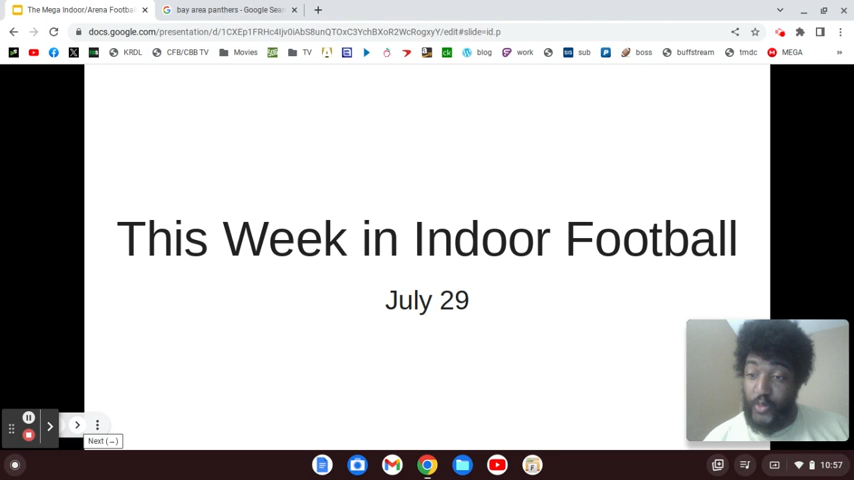 The Mega Indoor/Arena Footba
bay area panthers - Google Sear
docs.google.com/presentation/d/1CXEp1FRHc4Ijv0iAbS8unQTOxC3YchBXoR2WcRogxyY/edit#slide=id.p
KRDL
CFB/CBB TV
Movies
TV
blog
work
sub
boss
buffstream
tmdc
MEGA
This Week in Indoor Football
July 29
Next (→)
10:57